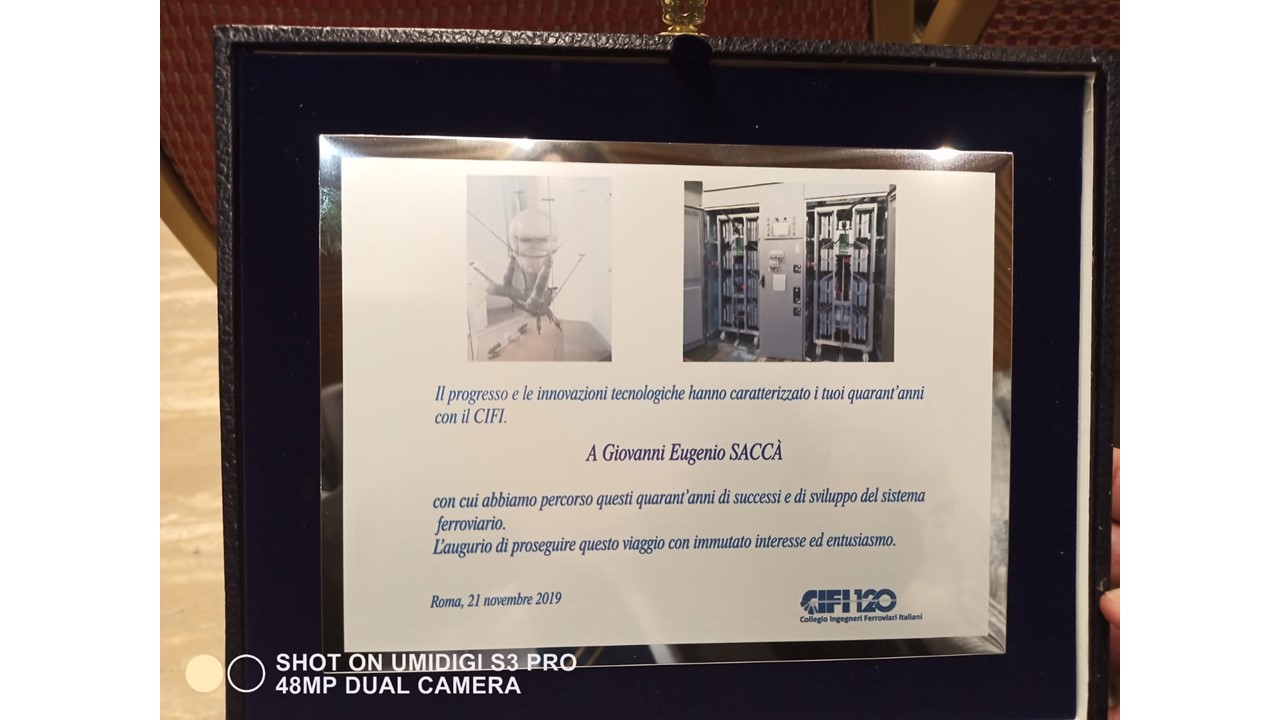 Il progresso e le innovazioni tecnologiche hanno caratterizzato i tuoi quarant'anni
con il CIFI.
A Giovanni Eugenio SACCÀ
con cui abbiamo percorso questi quarant'anni di successi e di sviluppo del sistema
ferroviario.
L'augurio di proseguire questo viaggio con immutato interesse ed entusiasmo.
Roma, 21 novembre 2019
CIFI 120
Collegio Ingegneri Ferroviari Italiani
SHOT ON UMIDIGI S3 PRO
48MP DUAL CAMERA